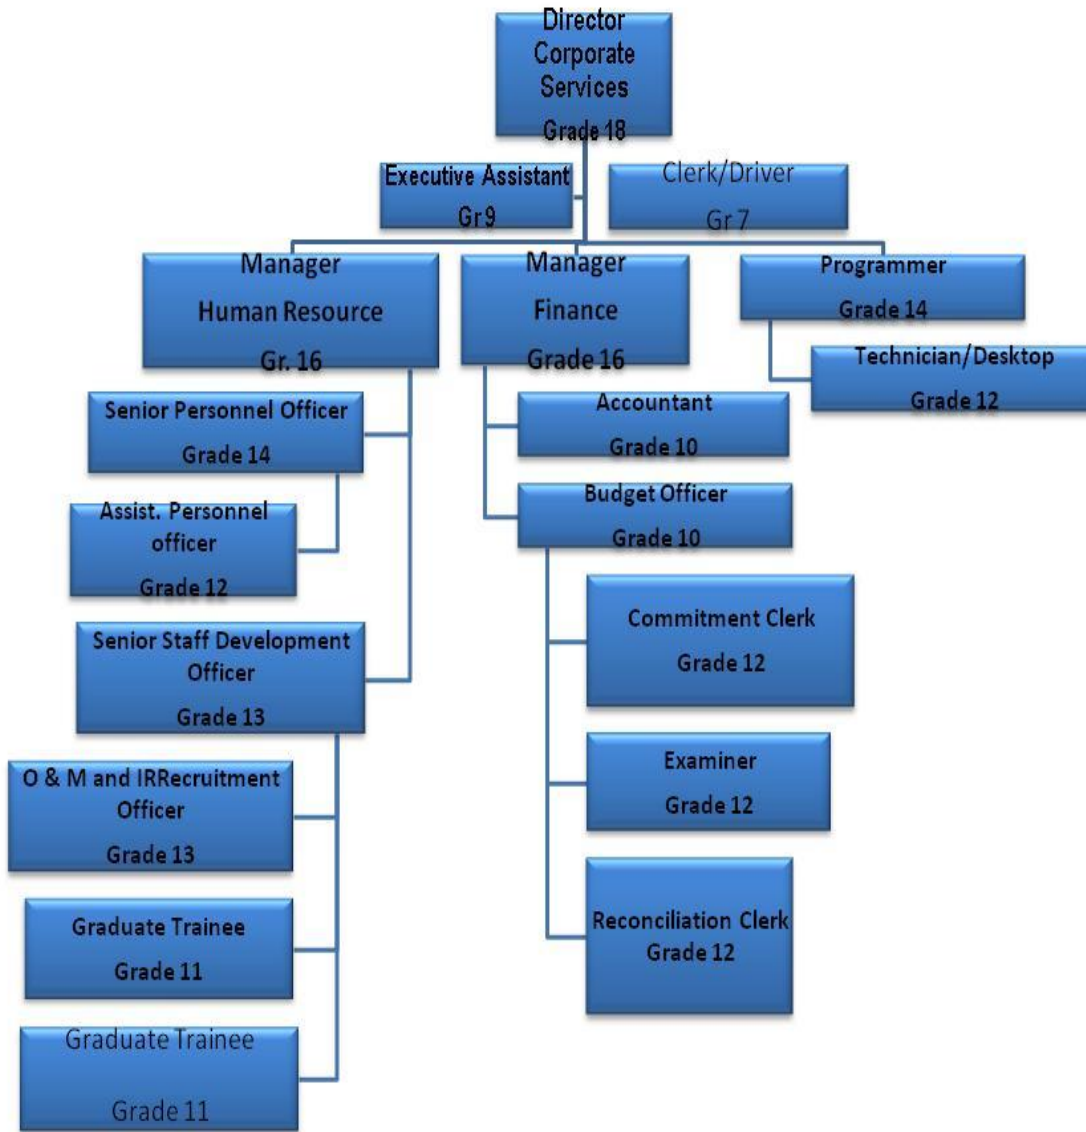 Director
Corporate
Services
Grade 18
Executive Assistant
Gr 9
Clerk/Driver
Gr 7
Manager
Human Resource
Gr. 16
Manager
Finance
Grade 16
Programmer
Grade 14
Technician/Desktop
Grade 12
Senior Personnel Officer
Grade 14
Assist. Personnel
officer
Grade 12
Senior Staff Development
Officer
Grade 13
O & M and IRRecruitment
Officer
Grade 13
Graduate Trainee
Grade 11
Graduate Trainee
Grade 11
Accountant
Grade 10
Budget Officer
Grade 10
Commitment Clerk
Grade 12
Examiner
Grade 12
Reconciliation Clerk
Grade 12